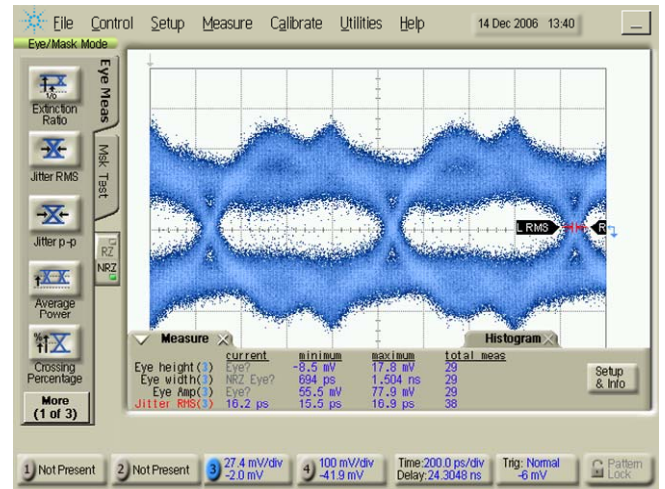 File Control Setup Measure Calibrate Utilities Help 14 Dec 2006 13:40
Eye/Mask Mode
Eye Meas
Msk Test
Extinction
Ratio
Jitter RMS
Jitter p-p
RZ
NRZ
Average
Power
Crossing
Percentage
More
(1 of 3)
L RMS
R
Measure
Histogram
current minimum maximum total meas
Eye height(3) Eye? -8.5 mV 17.8 mV 29
Eye width(3) NRZ Eye? 694 ps 1.504 ns 29
Eye Amp(3) Eye? 55.5 mV 77.9 mV 29
Jitter RMS(3) 16.2 ps 15.5 ps 16.9 ps 38
Setup
& Info
1 Not Present
2 Not Present
3 27.4 mV/div
-2.0 mV
4 100 mV/div
-41.9 mV
Time:200.0 ps/div
Delay:24.3048 ns
Trig: Normal
-6 mV
Pattern
Lock